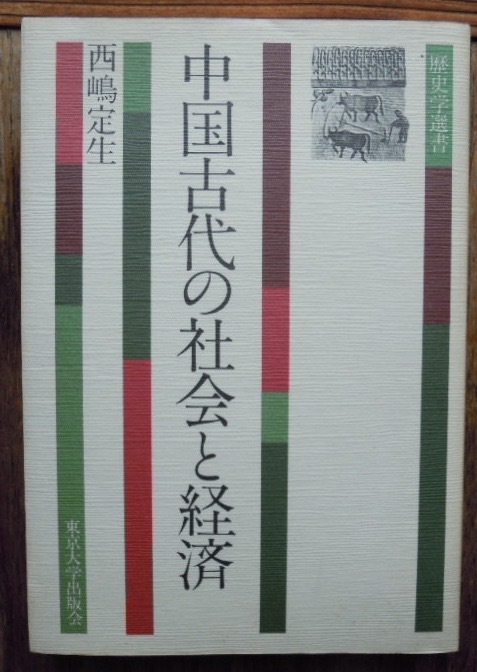 歴史学選書
中国古代の社会と経済
西嶋定生
東京大学出版会